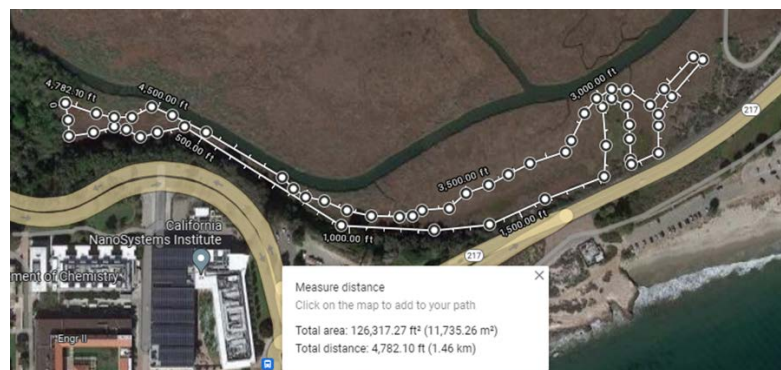 4,782.10 ft
0
4,500.00 ft
500.00 ft
3,000.00 ft
217
3,500.00 ft
California
NanoSystems Institute
1,000.00 ft
1,500.00 ft
217
ment of Chemistry
Engr II
Measure distance
Click on the map to add to your path
Total area: 126,317.27 ft² (11,735.26 m²)
Total distance: 4,782.10 ft (1.46 km)